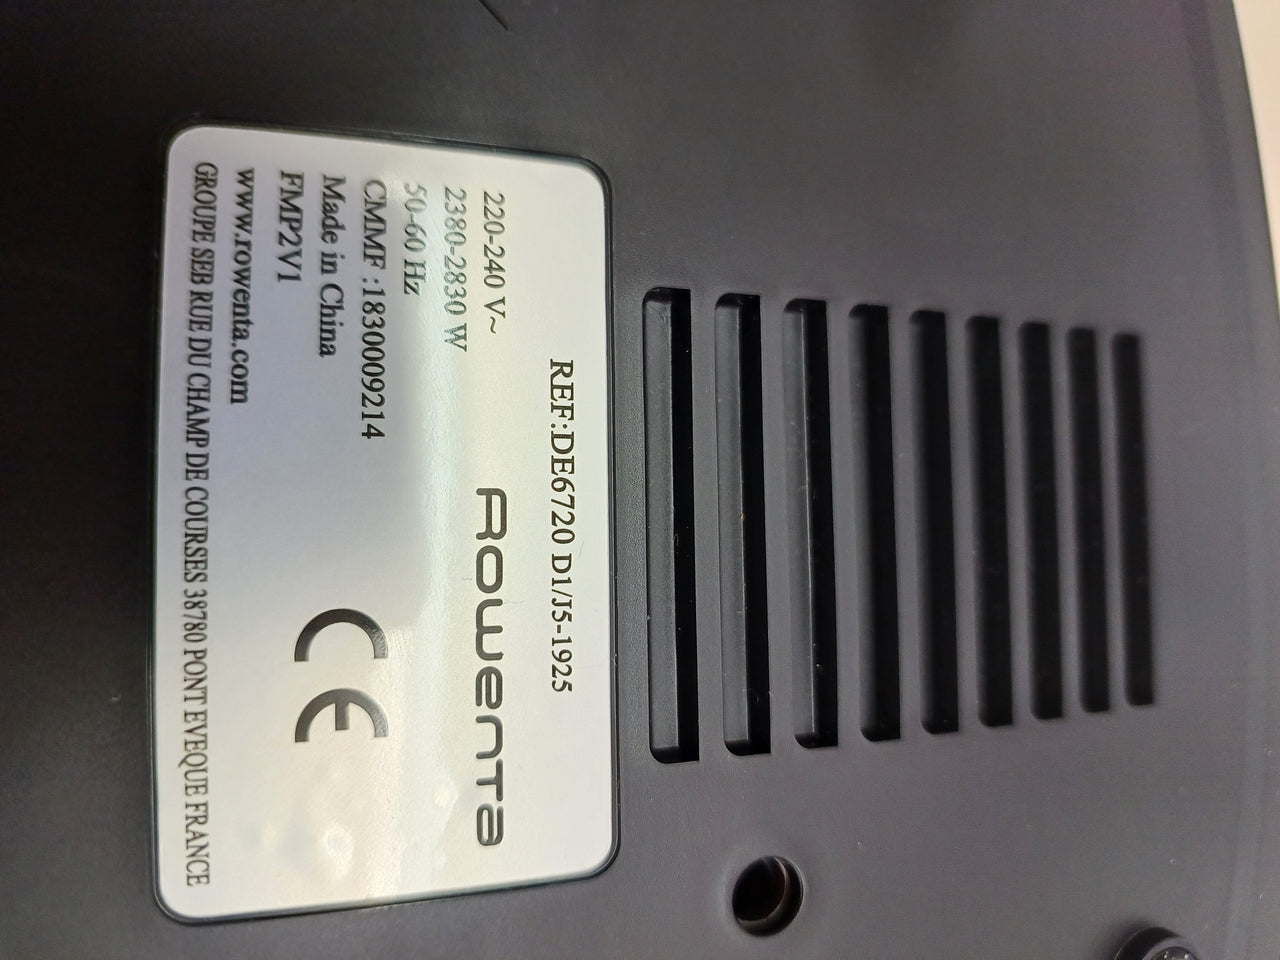 REF:DE6720 D1/J5-1925
Rowenta
220-240 V~
2380-2830 W
50-60 Hz
CMMF :1830009214
Made in China
FMP2V1
www.rowenta.com
CE
GROUPE SEB RUE DU CHAMP DE COURSES 38780 PONT EVEQUE FRANCE